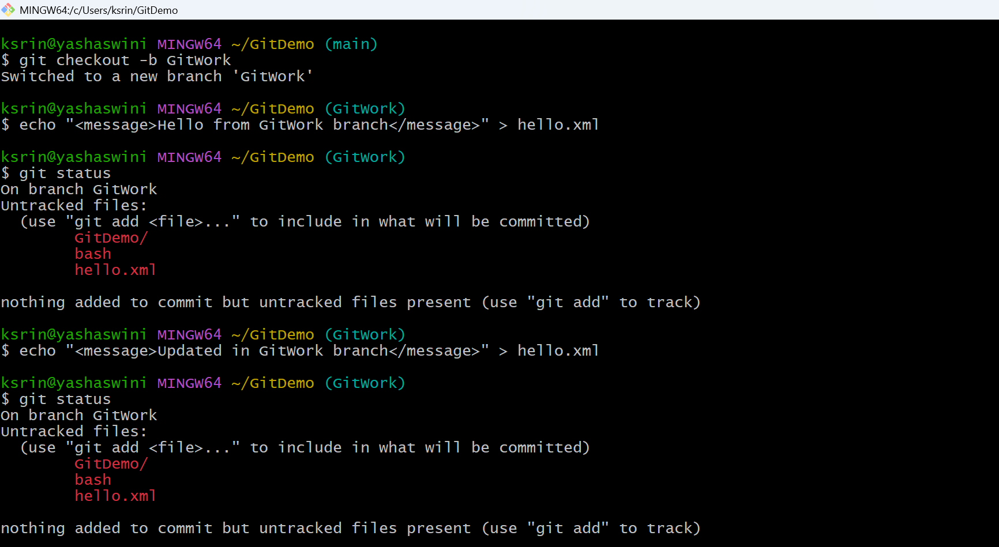 MINGW64:/c/Users/ksrin/GitDemo
ksrin@yashaswini MINGW64 ~/GitDemo (main)
$ git checkout -b GitWork
Switched to a new branch 'GitWork'
ksrin@yashaswini MINGW64 ~/GitDemo (GitWork)
$ echo "<message>Hello from GitWork branch</message>" > hello.xml
ksrin@yashaswini MINGW64 ~/GitDemo (GitWork)
$ git status
On branch GitWork
Untracked files:
  (use "git add <file>..." to include in what will be committed)
        GitDemo/
        bash
        hello.xml
nothing added to commit but untracked files present (use "git add" to track)
ksrin@yashaswini MINGW64 ~/GitDemo (GitWork)
$ echo "<message>Updated in GitWork branch</message>" > hello.xml
ksrin@yashaswini MINGW64 ~/GitDemo (GitWork)
$ git status
On branch GitWork
Untracked files:
  (use "git add <file>..." to include in what will be committed)
        GitDemo/
        bash
        hello.xml
nothing added to commit but untracked files present (use "git add" to track)